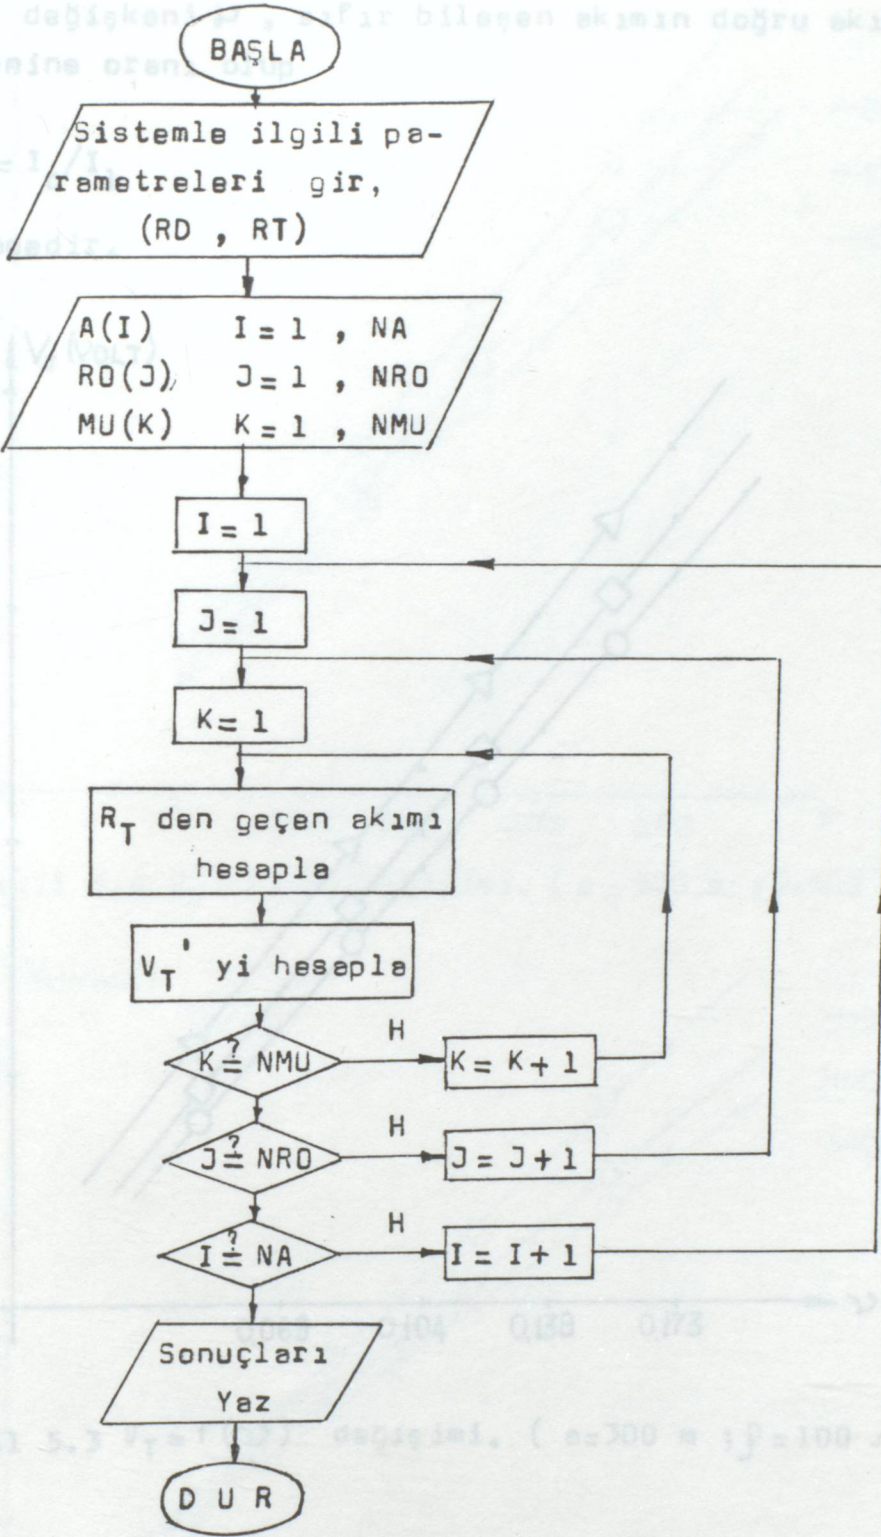 BAŞLA
Sistemle ilgili pa-
rametreleri gir,
(RD , RT)
A(I) I = 1 , NA
RO(J) J = 1 , NRO
MU(K) K = 1 , NMU
I = 1
J = 1
K = 1
R_T den geçen akımı
hesapla
V_T' yi hesapla
K ≟ NMU
H
K = K + 1
J ≟ NRO
H
J = J + 1
I ≟ NA
H
I = I + 1
Sonuçları
Yaz
D U R